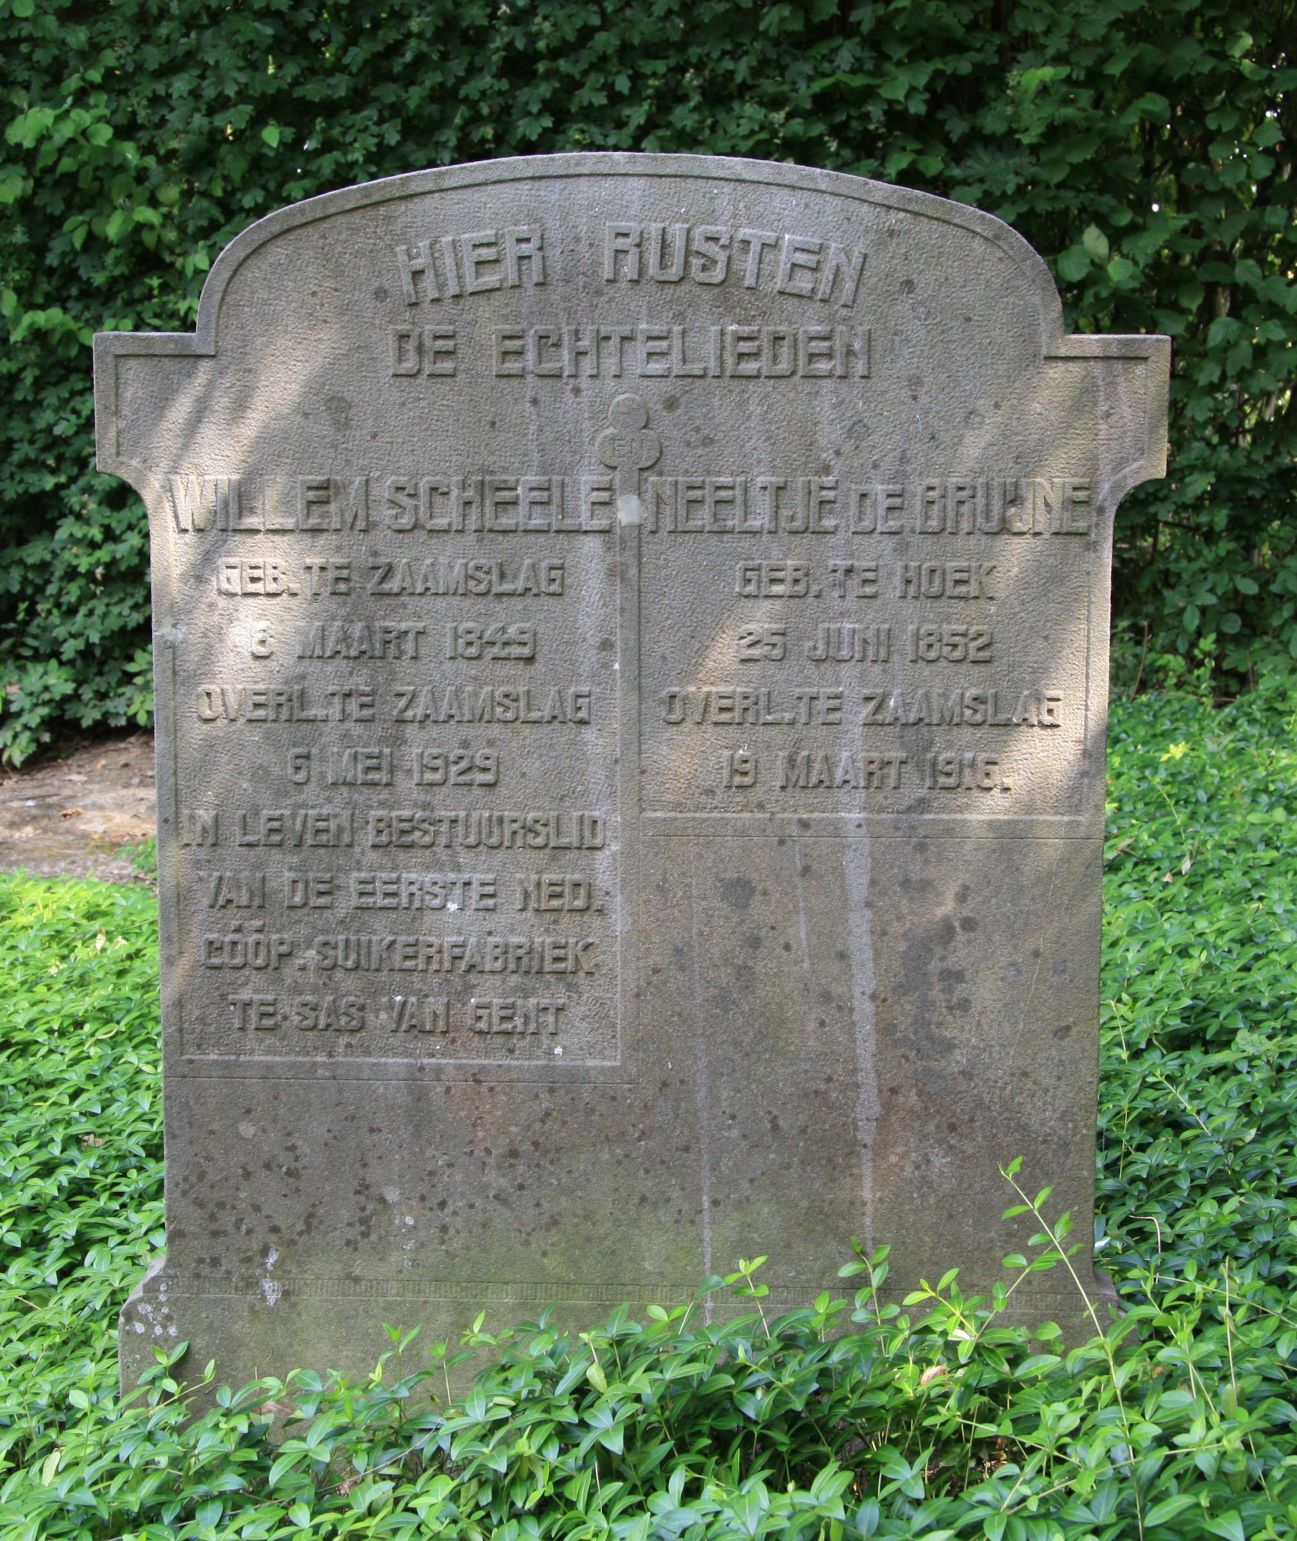 HIER RUSTEN
DE ECHTELIEDEN
WILLEM SCHEELE
GEB. TE ZAAMSLAG
8 MAART 1849
OVERL. TE ZAAMSLAG
6 MEI 1929
IN LEVEN BESTUURSLID
VAN DE EERSTE NED.
COÖP. SUIKERFABRIEK
TE SAS VAN GENT
NEELTJE DE BRUIJNE
GEB. TE HOEK
25 JUNI 1852
OVERL. TE ZAAMSLAG
19 MAART 1916.